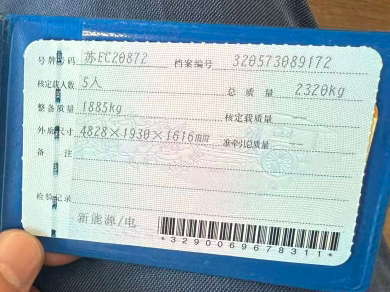 号牌号码 苏EC20872 档案编号 320573089172
核定载人数 5人 总质量 2320kg
整备质量 1885kg 核定载质量 --
外廓尺寸 4828×1930×1616mm 准牵引总质量 --
备注
检验记录
新能源/电
*3290069678311*